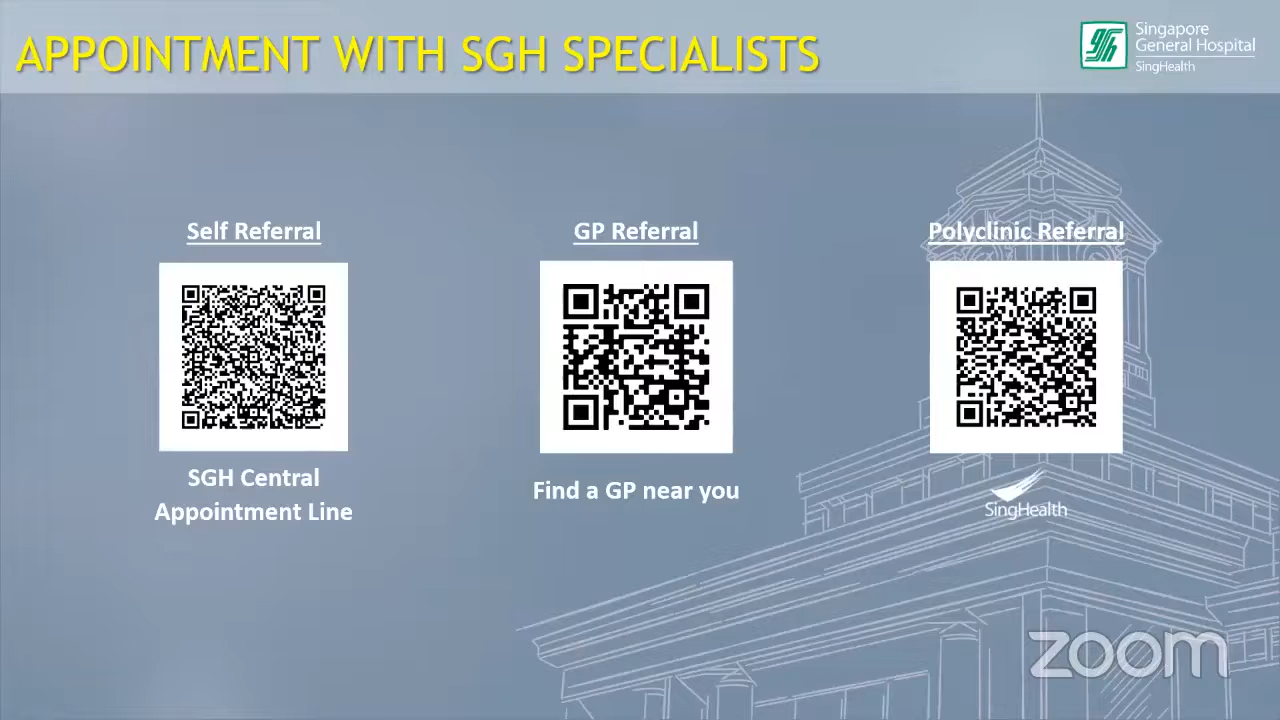 APPOINTMENT WITH SGH SPECIALISTS
Singapore
General Hospital
SingHealth
Self Referral
GP Referral
Polyclinic Referral
SGH Central
Appointment Line
Find a GP near you
SingHealth
zoom